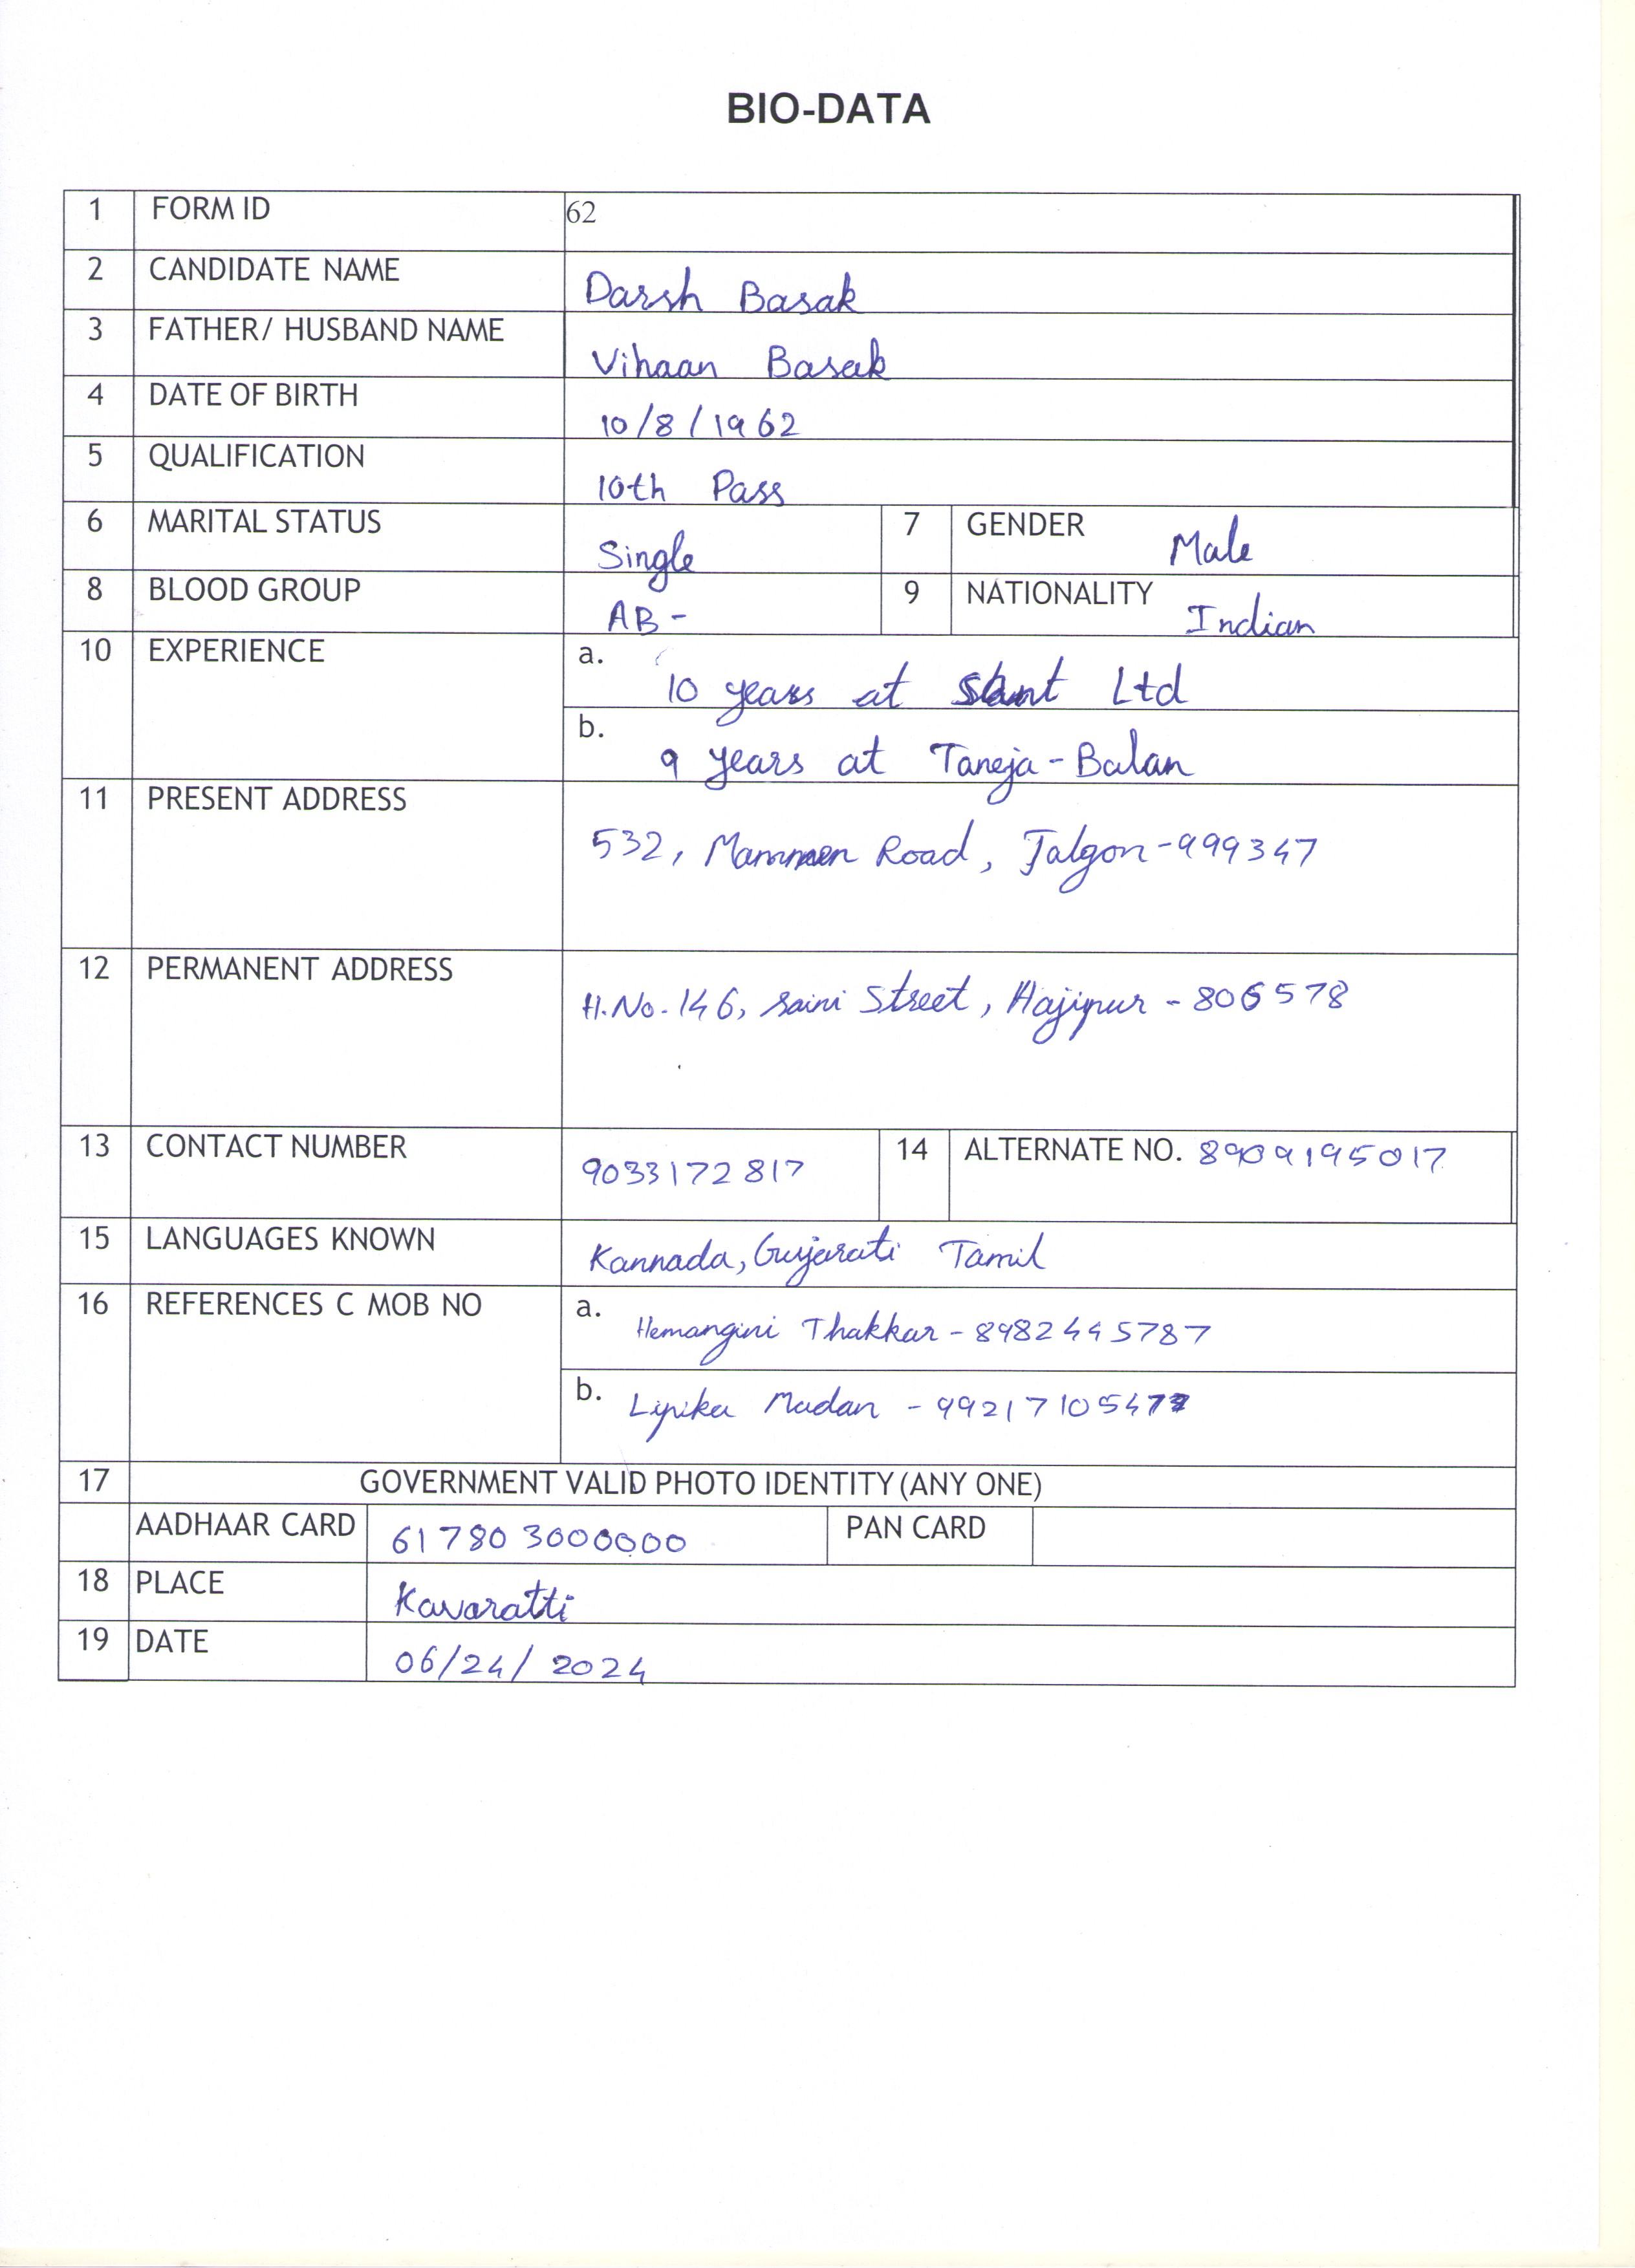 BIO-DATA
1 FORM ID 62
2 CANDIDATE NAME Darsh Basak
3 FATHER/ HUSBAND NAME Vihaan Basak
4 DATE OF BIRTH 10/8/1962
5 QUALIFICATION 10th Pass
6 MARITAL STATUS Single 7 GENDER Male
8 BLOOD GROUP AB- 9 NATIONALITY Indian
10 EXPERIENCE a. 10 years at Ltd
b. 9 years at Taneja-Balan
11 PRESENT ADDRESS 532, Mammen Road, Jalgon-999347
12 PERMANENT ADDRESS H.No. 146, Saini Street, Hajipur - 806578
13 CONTACT NUMBER 9033172817 14 ALTERNATE NO. 8909195017
15 LANGUAGES KNOWN Kannada, Gujarati Tamil
16 REFERENCES C MOB NO a. Hemangini Thakkar - 8982445787
b. Lipika Madan -
17 GOVERNMENT VALID PHOTO IDENTITY (ANY ONE)
AADHAAR CARD 617803000000 PAN CARD
18 PLACE Kavaratti
19 DATE 06/24/2024